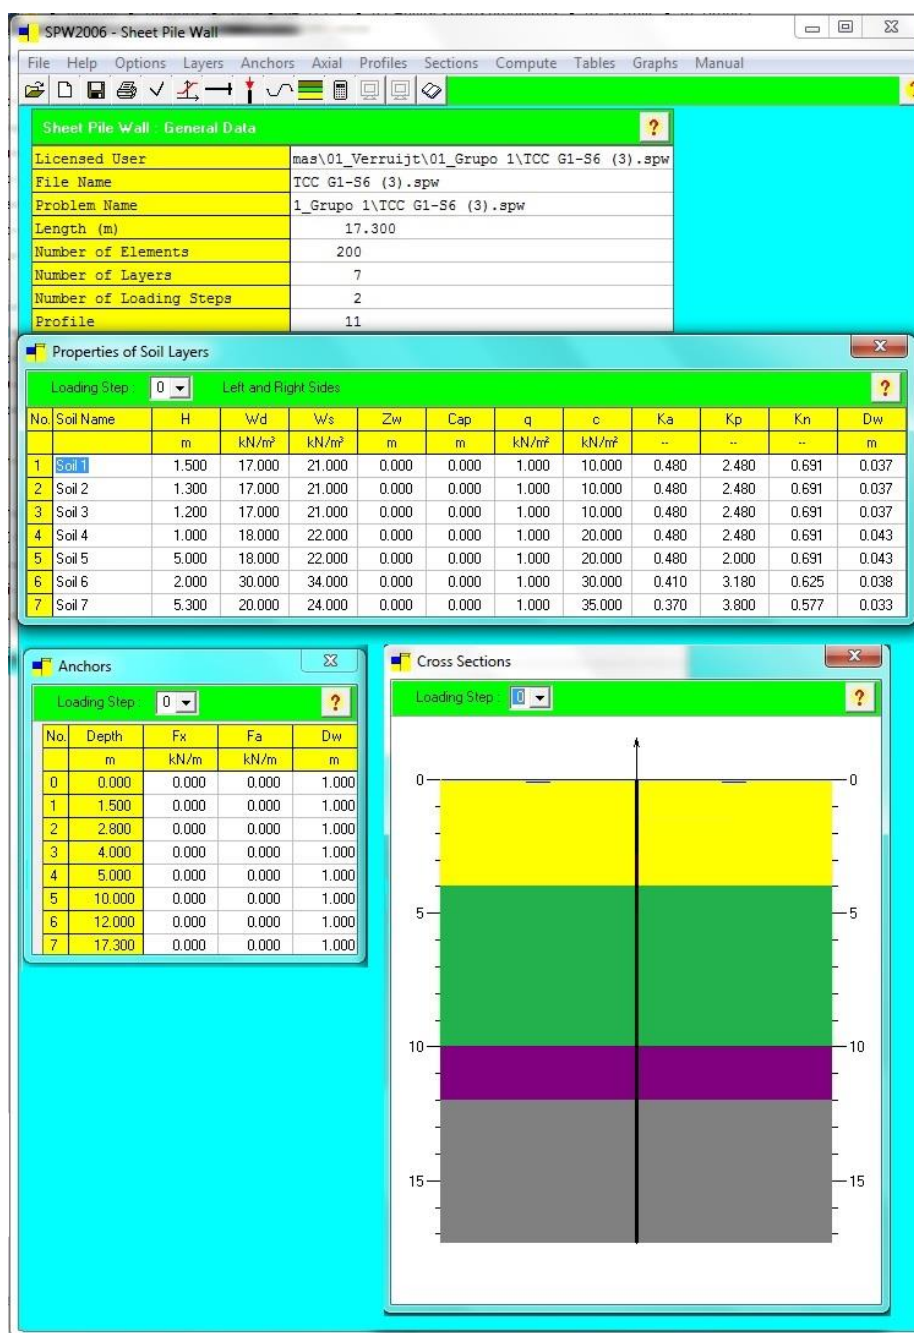 SPW2006 - Sheet Pile Wall
File Help Options Layers Anchors Axial Profiles Sections Compute Tables Graphs Manual
Sheet Pile Wall : General Data ?
Licensed User mas\01_Verruijt\01_Grupo 1\TCC G1-S6 (3).spw
File Name TCC G1-S6 (3).spw
Problem Name 1_Grupo 1\TCC G1-S6 (3).spw
Length (m) 17.300
Number of Elements 200
Number of Layers 7
Number of Loading Steps 2
Profile 11
Properties of Soil Layers
Loading Step : 0 Left and Right Sides ?
No. Soil Name H Wd Ws Zw Cap q c Ka Kp Kn Dw
m kN/m³ kN/m³ m m kN/m² kN/m² -- -- -- m
1 Soil 1 1.500 17.000 21.000 0.000 0.000 1.000 10.000 0.480 2.480 0.691 0.037
2 Soil 2 1.300 17.000 21.000 0.000 0.000 1.000 10.000 0.480 2.480 0.691 0.037
3 Soil 3 1.200 17.000 21.000 0.000 0.000 1.000 10.000 0.480 2.480 0.691 0.037
4 Soil 4 1.000 18.000 22.000 0.000 0.000 1.000 20.000 0.480 2.480 0.691 0.043
5 Soil 5 5.000 18.000 22.000 0.000 0.000 1.000 20.000 0.480 2.000 0.691 0.043
6 Soil 6 2.000 30.000 34.000 0.000 0.000 1.000 30.000 0.410 3.180 0.625 0.038
7 Soil 7 5.300 20.000 24.000 0.000 0.000 1.000 35.000 0.370 3.800 0.577 0.033
Anchors
Loading Step : 0 ?
No. Depth Fx Fa Dw
m kN/m kN/m m
0 0.000 0.000 0.000 1.000
1 1.500 0.000 0.000 1.000
2 2.800 0.000 0.000 1.000
3 4.000 0.000 0.000 1.000
4 5.000 0.000 0.000 1.000
5 10.000 0.000 0.000 1.000
6 12.000 0.000 0.000 1.000
7 17.300 0.000 0.000 1.000
Cross Sections
Loading Step : 0 ?
0 0
5 5
10 10
15 15